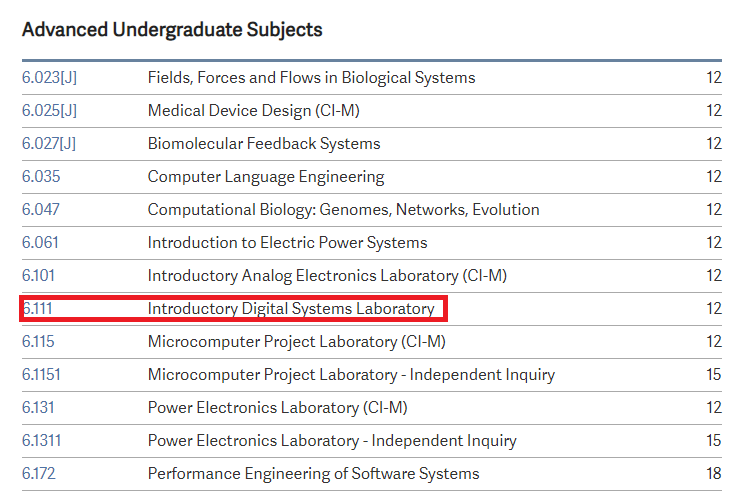 Advanced Undergraduate Subjects
6.023[J] Fields, Forces and Flows in Biological Systems 12
6.025[J] Medical Device Design (CI-M) 12
6.027[J] Biomolecular Feedback Systems 12
6.035 Computer Language Engineering 12
6.047 Computational Biology: Genomes, Networks, Evolution 12
6.061 Introduction to Electric Power Systems 12
6.101 Introductory Analog Electronics Laboratory (CI-M) 12
6.111 Introductory Digital Systems Laboratory 12
6.115 Microcomputer Project Laboratory (CI-M) 12
6.1151 Microcomputer Project Laboratory - Independent Inquiry 15
6.131 Power Electronics Laboratory (CI-M) 12
6.1311 Power Electronics Laboratory - Independent Inquiry 15
6.172 Performance Engineering of Software Systems 18